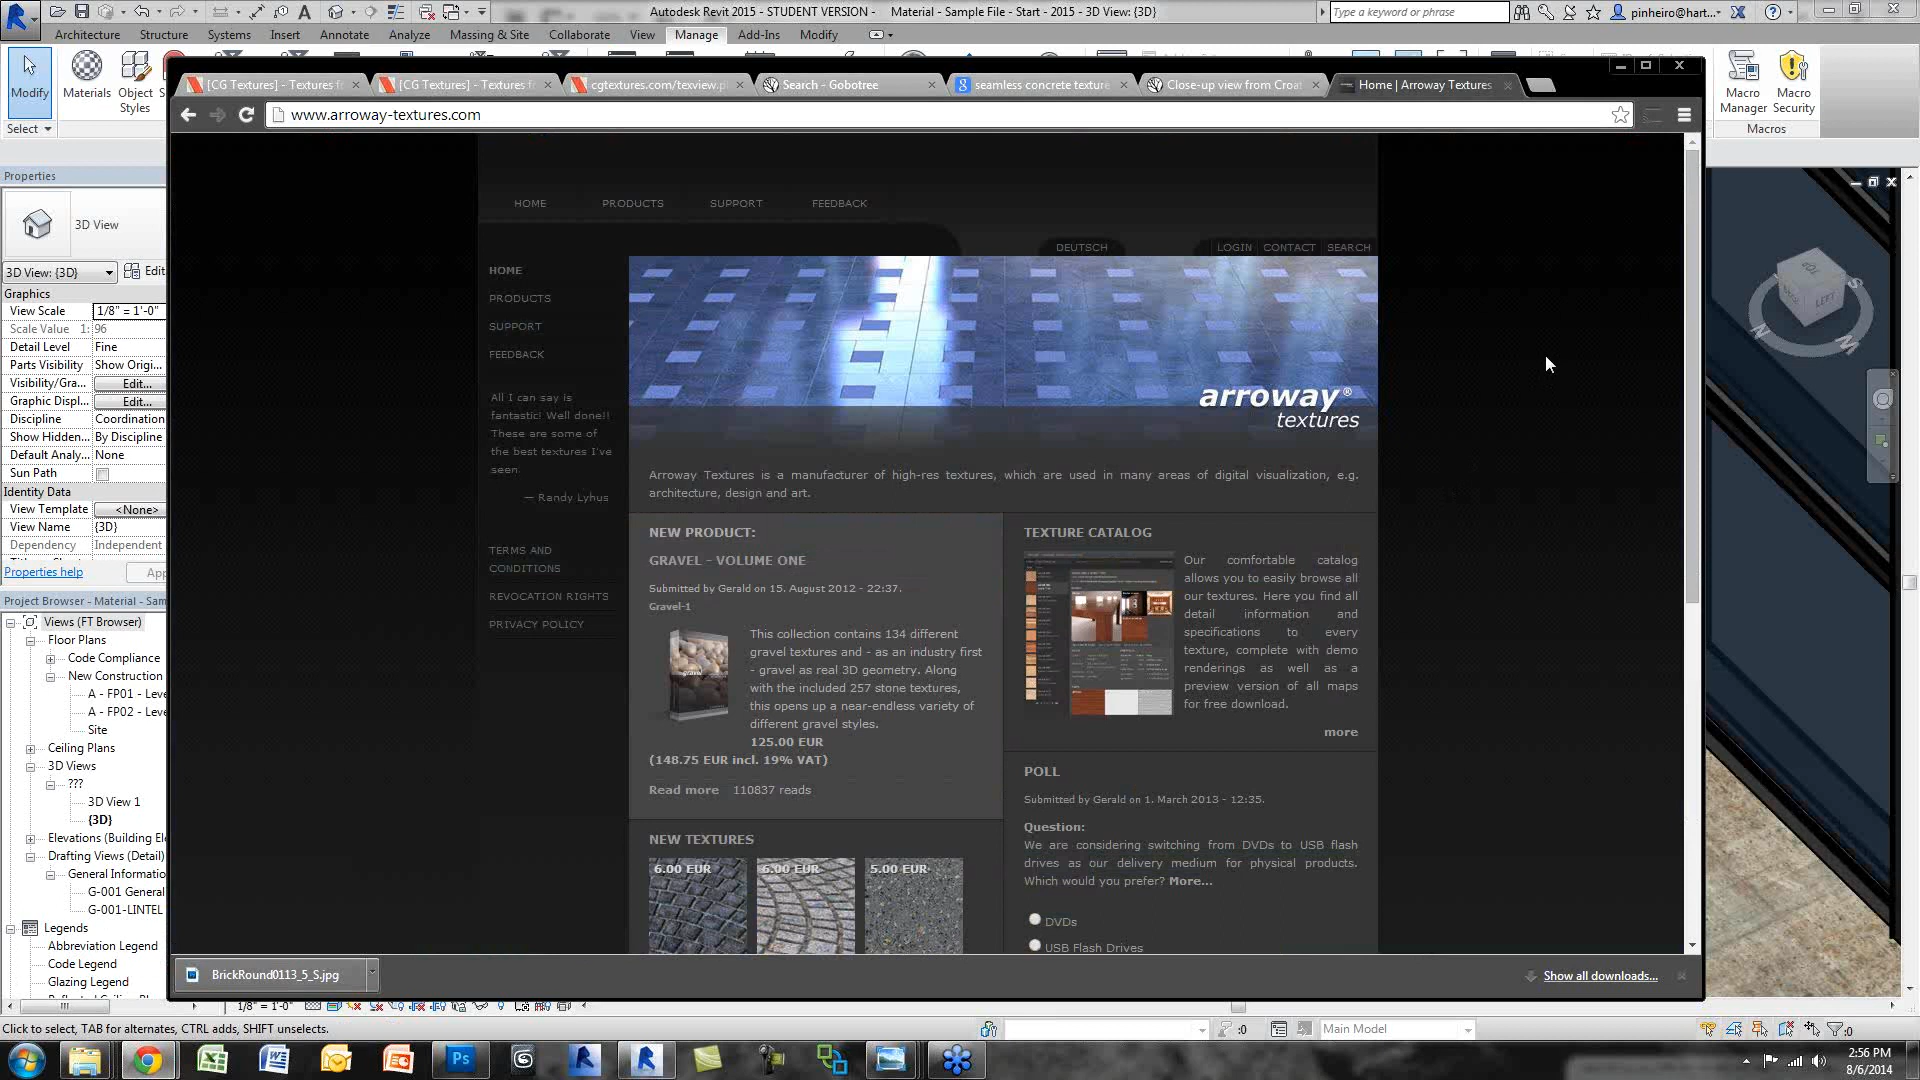 Autodesk Revit 2015 - STUDENT VERSION - Material - Sample File - Start - 2015 - 3D View: {3D}
Type a keyword or phrase
pinheiro@hart...
Architecture Structure Systems Insert Annotate Analyze Massing & Site Collaborate View Manage Add-Ins Modify
Modify
Materials
Object
Styles
Macro
Manager
Macro
Security
Select
Macros
[CG Textures] - Textures f
[CG Textures] - Textures f
cgtextures.com/texview.p
Search - Gobotree
seamless concrete texture
Close-up view from Croat
Home | Arroway Textures
www.arroway-textures.com
Properties
3D View
3D View: {3D}
Edit
Graphics
View Scale 1/8" = 1'-0"
Scale Value 1: 96
Detail Level Fine
Parts Visibility Show Origi...
Visibility/Gra... Edit...
Graphic Displ... Edit...
Discipline Coordination
Show Hidden... By Discipline
Default Analy... None
Sun Path
Identity Data
View Template <None>
View Name {3D}
Dependency Independent
Properties help
App
Project Browser - Material - Sam
Views (FT Browser)
Floor Plans
Code Compliance
New Construction
A - FP01 - Leve
A - FP02 - Leve
Site
Ceiling Plans
3D Views
???
3D View 1
{3D}
Elevations (Building El
Drafting Views (Detail)
General Information
G-001 General
G-001-LINTEL
Legends
Abbreviation Legend
Code Legend
Glazing Legend
HOME PRODUCTS SUPPORT FEEDBACK
DEUTSCH LOGIN CONTACT SEARCH
HOME
PRODUCTS
SUPPORT
FEEDBACK
All I can say is
fantastic! Well done!!
These are some of
the best textures I've
seen.
— Randy Lyhus
TERMS AND
CONDITIONS
REVOCATION RIGHTS
PRIVACY POLICY
arroway®
textures
Arroway Textures is a manufacturer of high-res textures, which are used in many areas of digital visualization, e.g.
architecture, design and art.
NEW PRODUCT:
GRAVEL - VOLUME ONE
Submitted by Gerald on 15. August 2012 - 22:37.
Gravel-1
This collection contains 134 different
gravel textures and - as an industry first
- gravel as real 3D geometry. Along
with the included 257 stone textures,
this opens up a near-endless variety of
different gravel styles.
125.00 EUR
(148.75 EUR incl. 19% VAT)
Read more 110837 reads
NEW TEXTURES
6.00 EUR 6.00 EUR 5.00 EUR
TEXTURE CATALOG
Our comfortable catalog
allows you to easily browse all
our textures. Here you find all
detail information and
specifications to every
texture, complete with demo
renderings as well as a
preview version of all maps
for free download.
more
POLL
Submitted by Gerald on 1. March 2013 - 12:35.
Question:
We are considering switching from DVDs to USB flash
drives as our delivery medium for physical products.
Which would you prefer? More...
DVDs
USB Flash Drives
BrickRound0113_5_S.jpg
Show all downloads...
1/8" = 1'-0"
Click to select, TAB for alternates, CTRL adds, SHIFT unselects.
:0
Main Model
:0
2:56 PM
8/6/2014